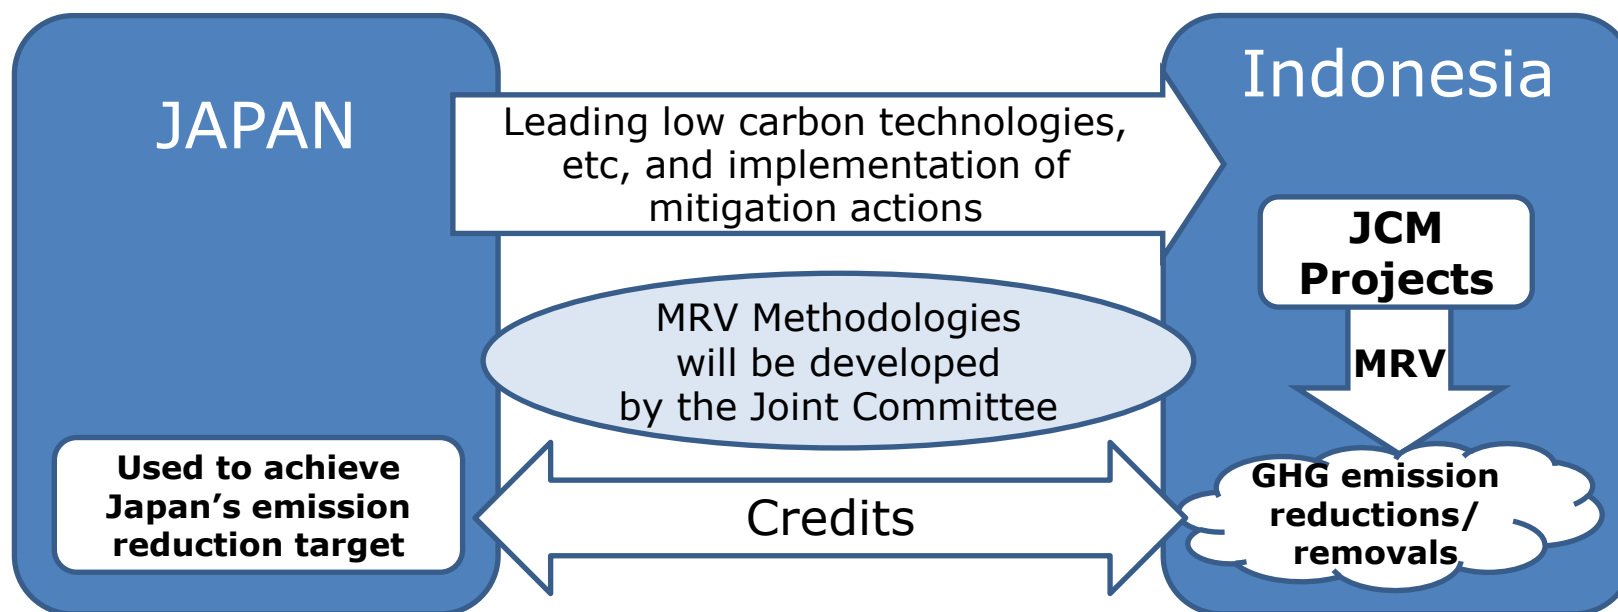 JAPAN
Leading low carbon technologies,
etc, and implementation of
mitigation actions
Indonesia
JCM
Projects
MRV Methodologies
will be developed
by the Joint Committee
MRV
Used to achieve
Japan’s emission
reduction target
Credits
GHG emission
reductions/
removals